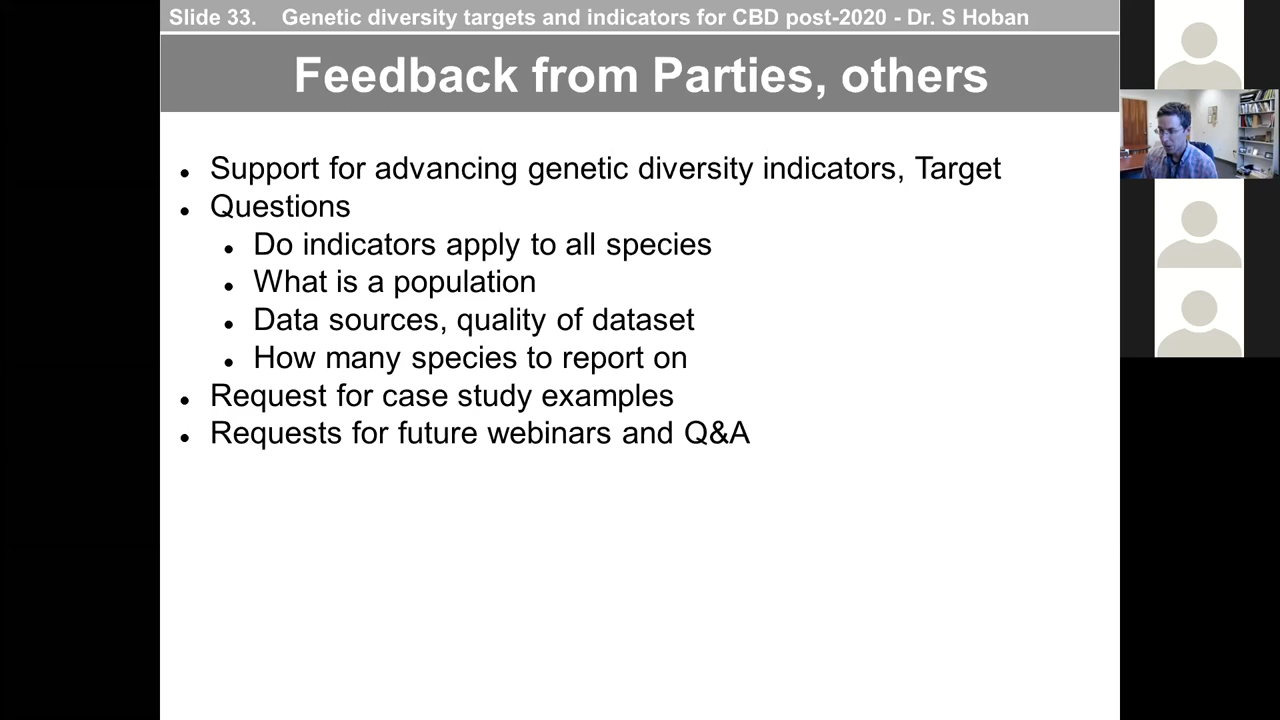 Slide 33. Genetic diversity targets and indicators for CBD post-2020 - Dr. S Hoban
Feedback from Parties, others
• Support for advancing genetic diversity indicators, Target
• Questions
• Do indicators apply to all species
• What is a population
• Data sources, quality of dataset
• How many species to report on
• Request for case study examples
• Requests for future webinars and Q&A